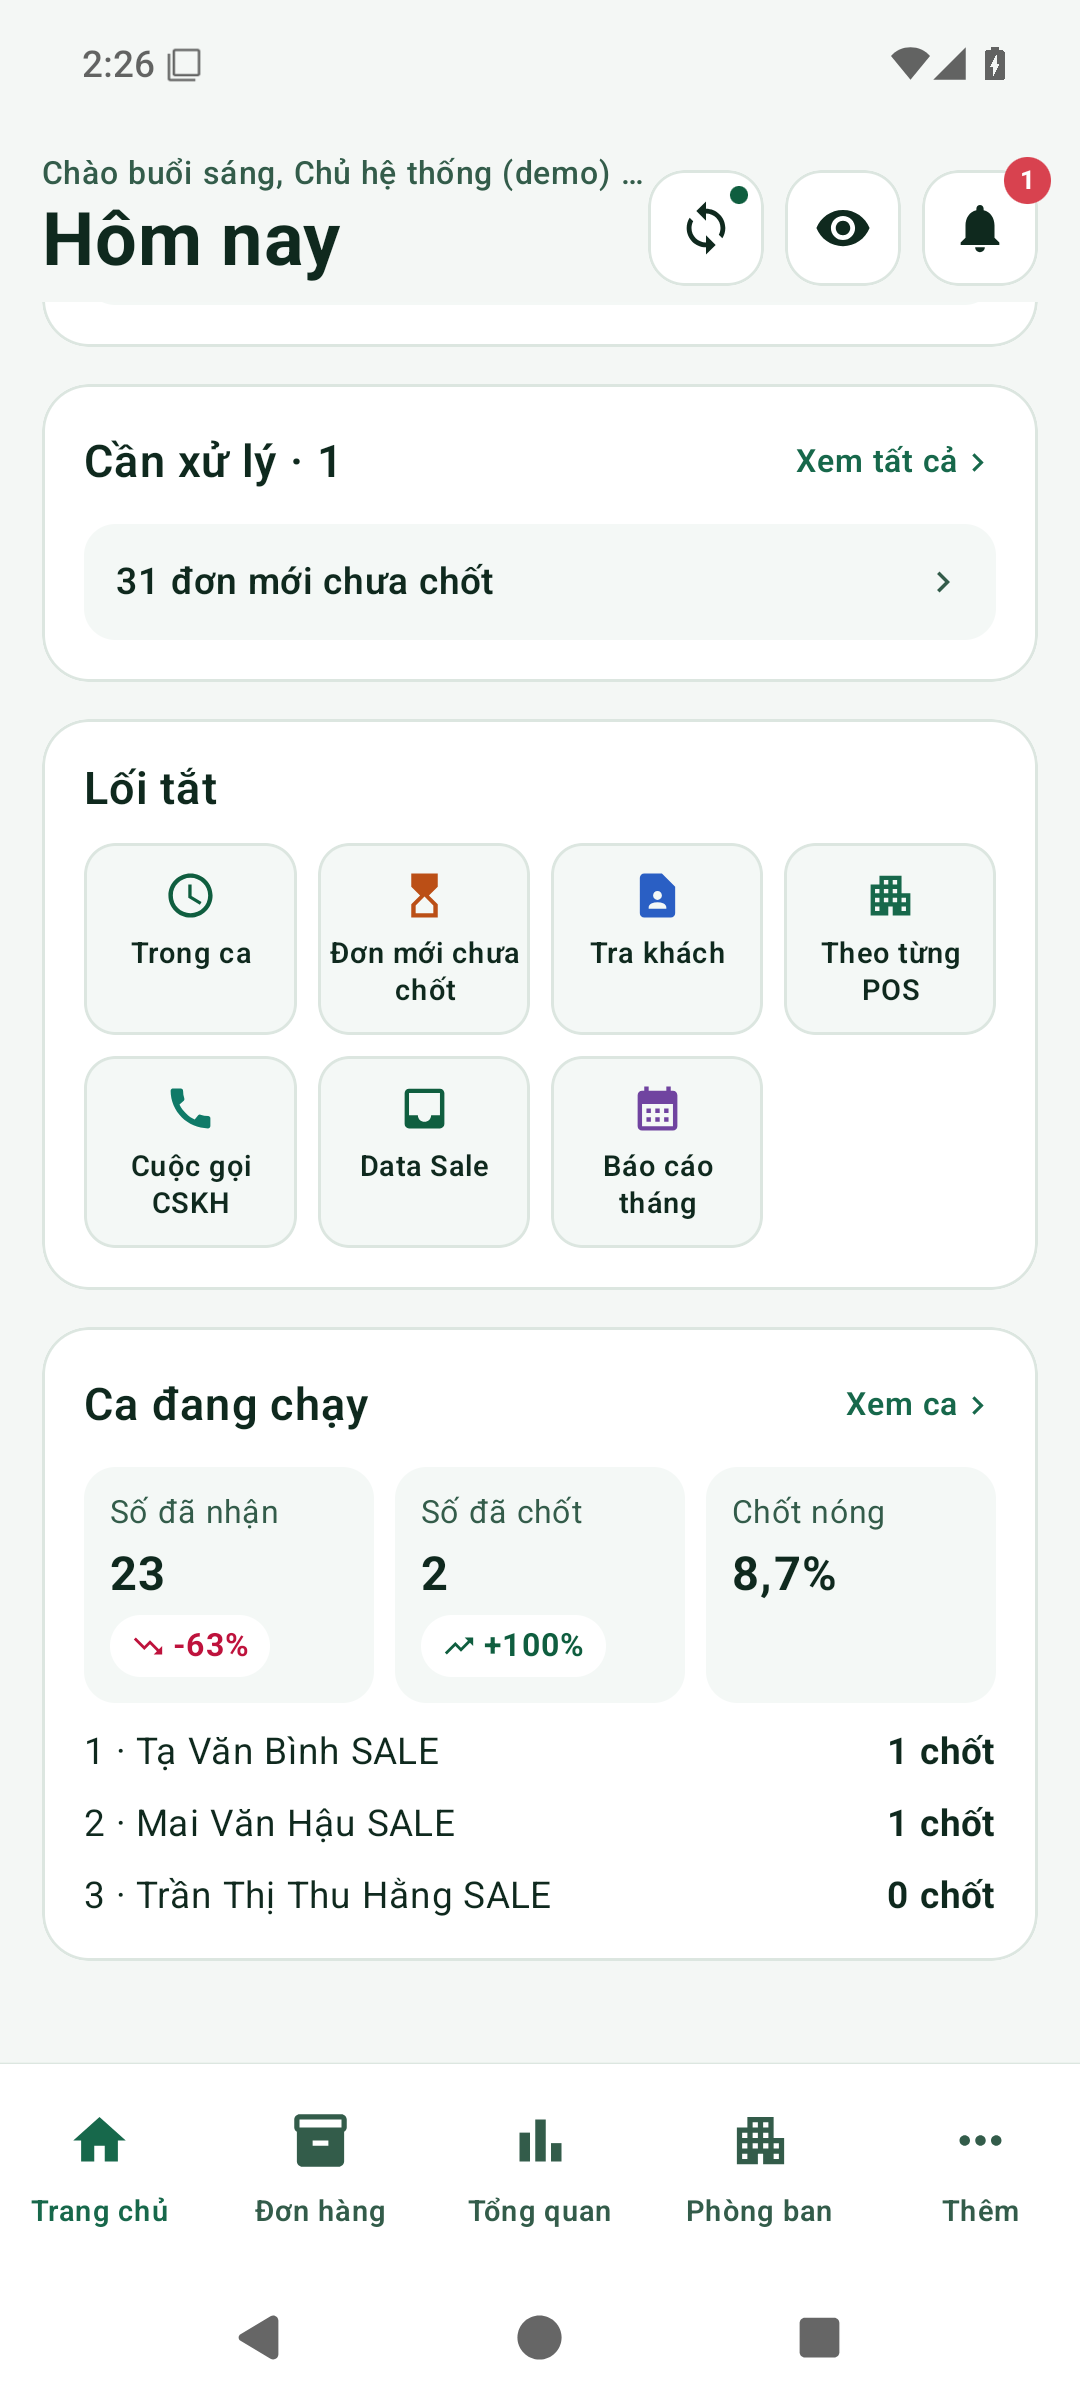 2:26
Chào buổi sáng, Chủ hệ thống (demo) ...
Hôm nay
1
Cần xử lý · 1
Xem tất cả
31 đơn mới chưa chốt
Lối tắt
Trong ca
Đơn mới chưa
chốt
Tra khách
Theo từng
POS
Cuộc gọi
CSKH
Data Sale
Báo cáo
tháng
Ca đang chạy
Xem ca
Số đã nhận
23
-63%
Số đã chốt
2
+100%
Chốt nóng
8,7%
1 · Tạ Văn Bình SALE
1 chốt
2 · Mai Văn Hậu SALE
1 chốt
3 · Trần Thị Thu Hằng SALE
0 chốt
Trang chủ
Đơn hàng
Tổng quan
Phòng ban
Thêm